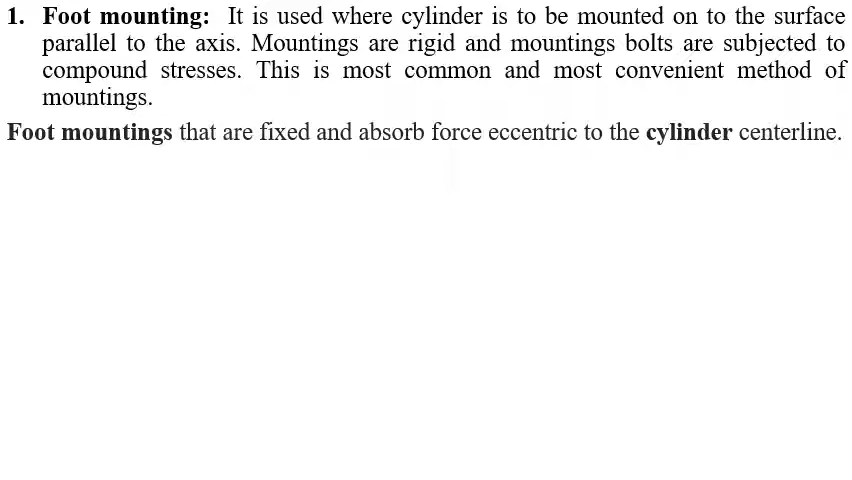 1. Foot mounting: It is used where cylinder is to be mounted on to the surface
parallel to the axis. Mountings are rigid and mountings bolts are subjected to
compound stresses. This is most common and most convenient method of
mountings.
Foot mountings that are fixed and absorb force eccentric to the cylinder centerline.